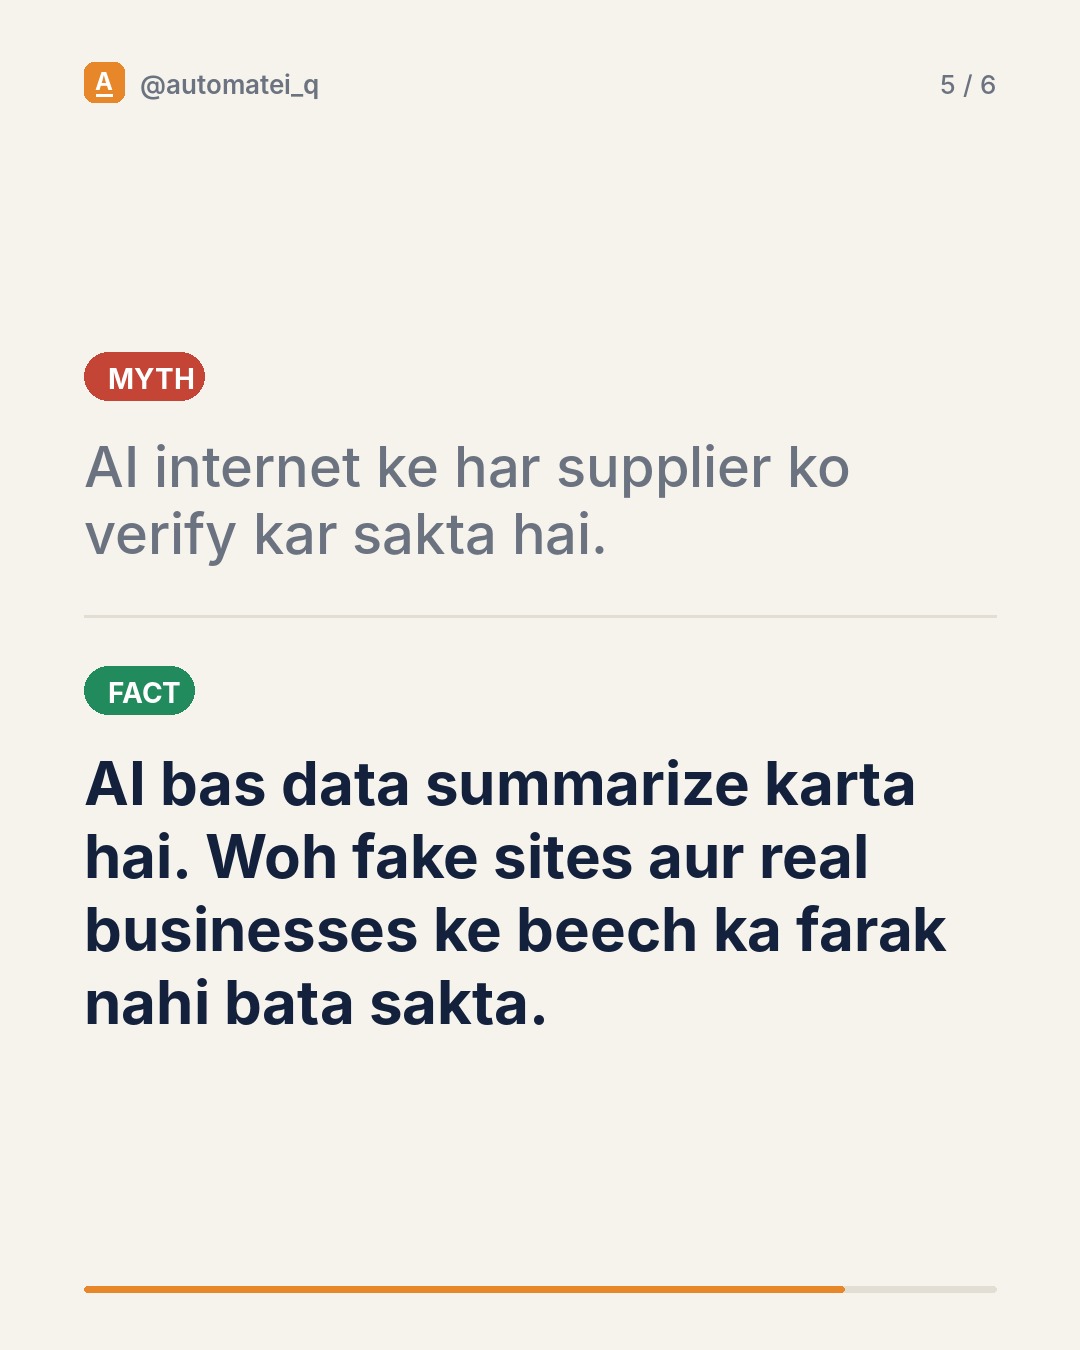 A
@automatei_q
5 / 6
MYTH
AI internet ke har supplier ko
verify kar sakta hai.
FACT
AI bas data summarize karta
hai. Woh fake sites aur real
businesses ke beech ka farak
nahi bata sakta.